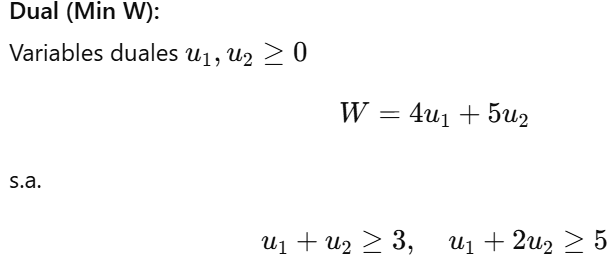 Dual (Min W):
Variables duales u₁, u₂ ≥ 0
W = 4u₁ + 5u₂
s.a.
u₁ + u₂ ≥ 3,  u₁ + 2u₂ ≥ 5